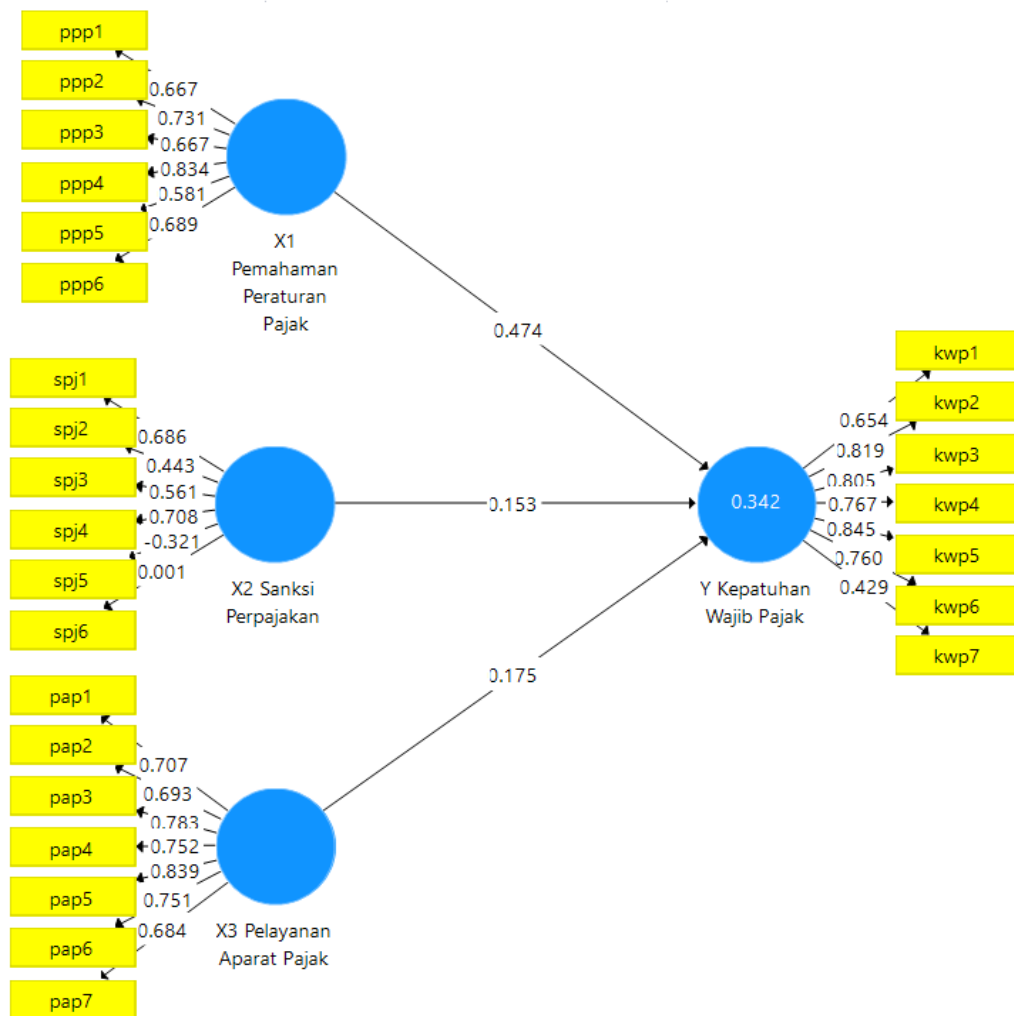 ppp1
ppp2
ppp3
ppp4
ppp5
ppp6
0.667
0.731
0.667
0.834
0.581
0.689
X1
Pemahaman
Peraturan
Pajak
0.474
spj1
spj2
spj3
spj4
spj5
spj6
0.686
0.443
0.561
0.708
-0.321
0.001
X2 Sanksi
Perpajakan
0.153
pap1
pap2
pap3
pap4
pap5
pap6
pap7
0.707
0.693
0.783
0.752
0.839
0.751
0.684
X3 Pelayanan
Aparat Pajak
0.175
0.342
Y Kepatuhan
Wajib Pajak
0.654
0.819
0.805
0.767
0.845
0.760
0.429
kwp1
kwp2
kwp3
kwp4
kwp5
kwp6
kwp7